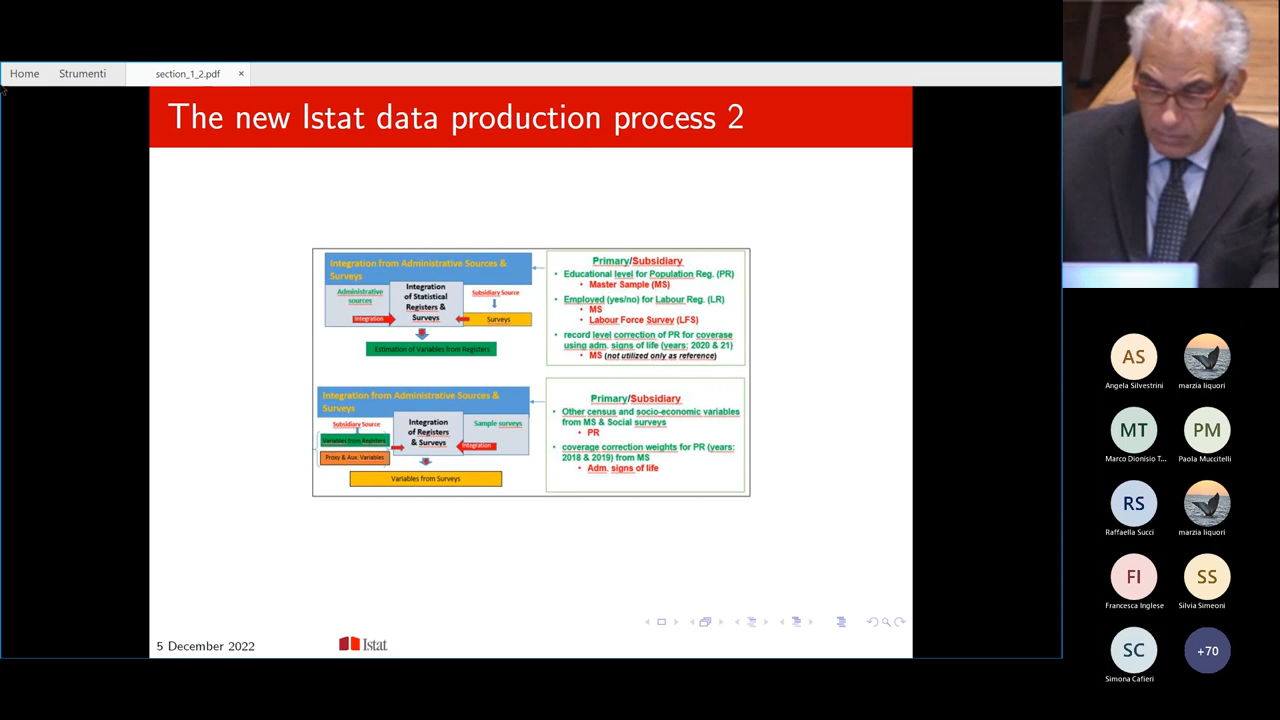 Home
Strumenti
section_1_2.pdf
×
The new Istat data production process 2
Integration from Administrative Sources &
Surveys
Administrative
sources
Integration
Integration
of Statistical
Registers &
Surveys
Subsidiary Source
Surveys
Estimation of Variables from Registers
Primary/Subsidiary
• Educational level for Population Reg. (PR)
• Master Sample (MS)
• Employed (yes/no) for Labour Reg. (LR)
• MS
• Labour Force Survey (LFS)
• record level correction of PR for coverase
using adm. signs of life (years: 2020 & 21)
• MS (not utilized only as reference)
Integration from Administrative Sources &
Surveys
Subsidiary Source
Variables from Registers
Proxy & Aux. Variables
Integration
of Registers
& Surveys
Sample surveys
Integration
Variables from Surveys
Primary/Subsidiary
• Other census and socio-economic variables
from MS & Social surveys
• PR
• coverage correction weights for PR (years:
2018 & 2019) from MS
• Adm. signs of life
5 December 2022
Istat
AS
Angela Silvestrini
marzia liquori
MT
Marco Dionisio T...
PM
Paola Muccitelli
RS
Raffaella Succi
marzia liquori
FI
Francesca Inglese
SS
Silvia Simeoni
SC
Simona Cafieri
+70